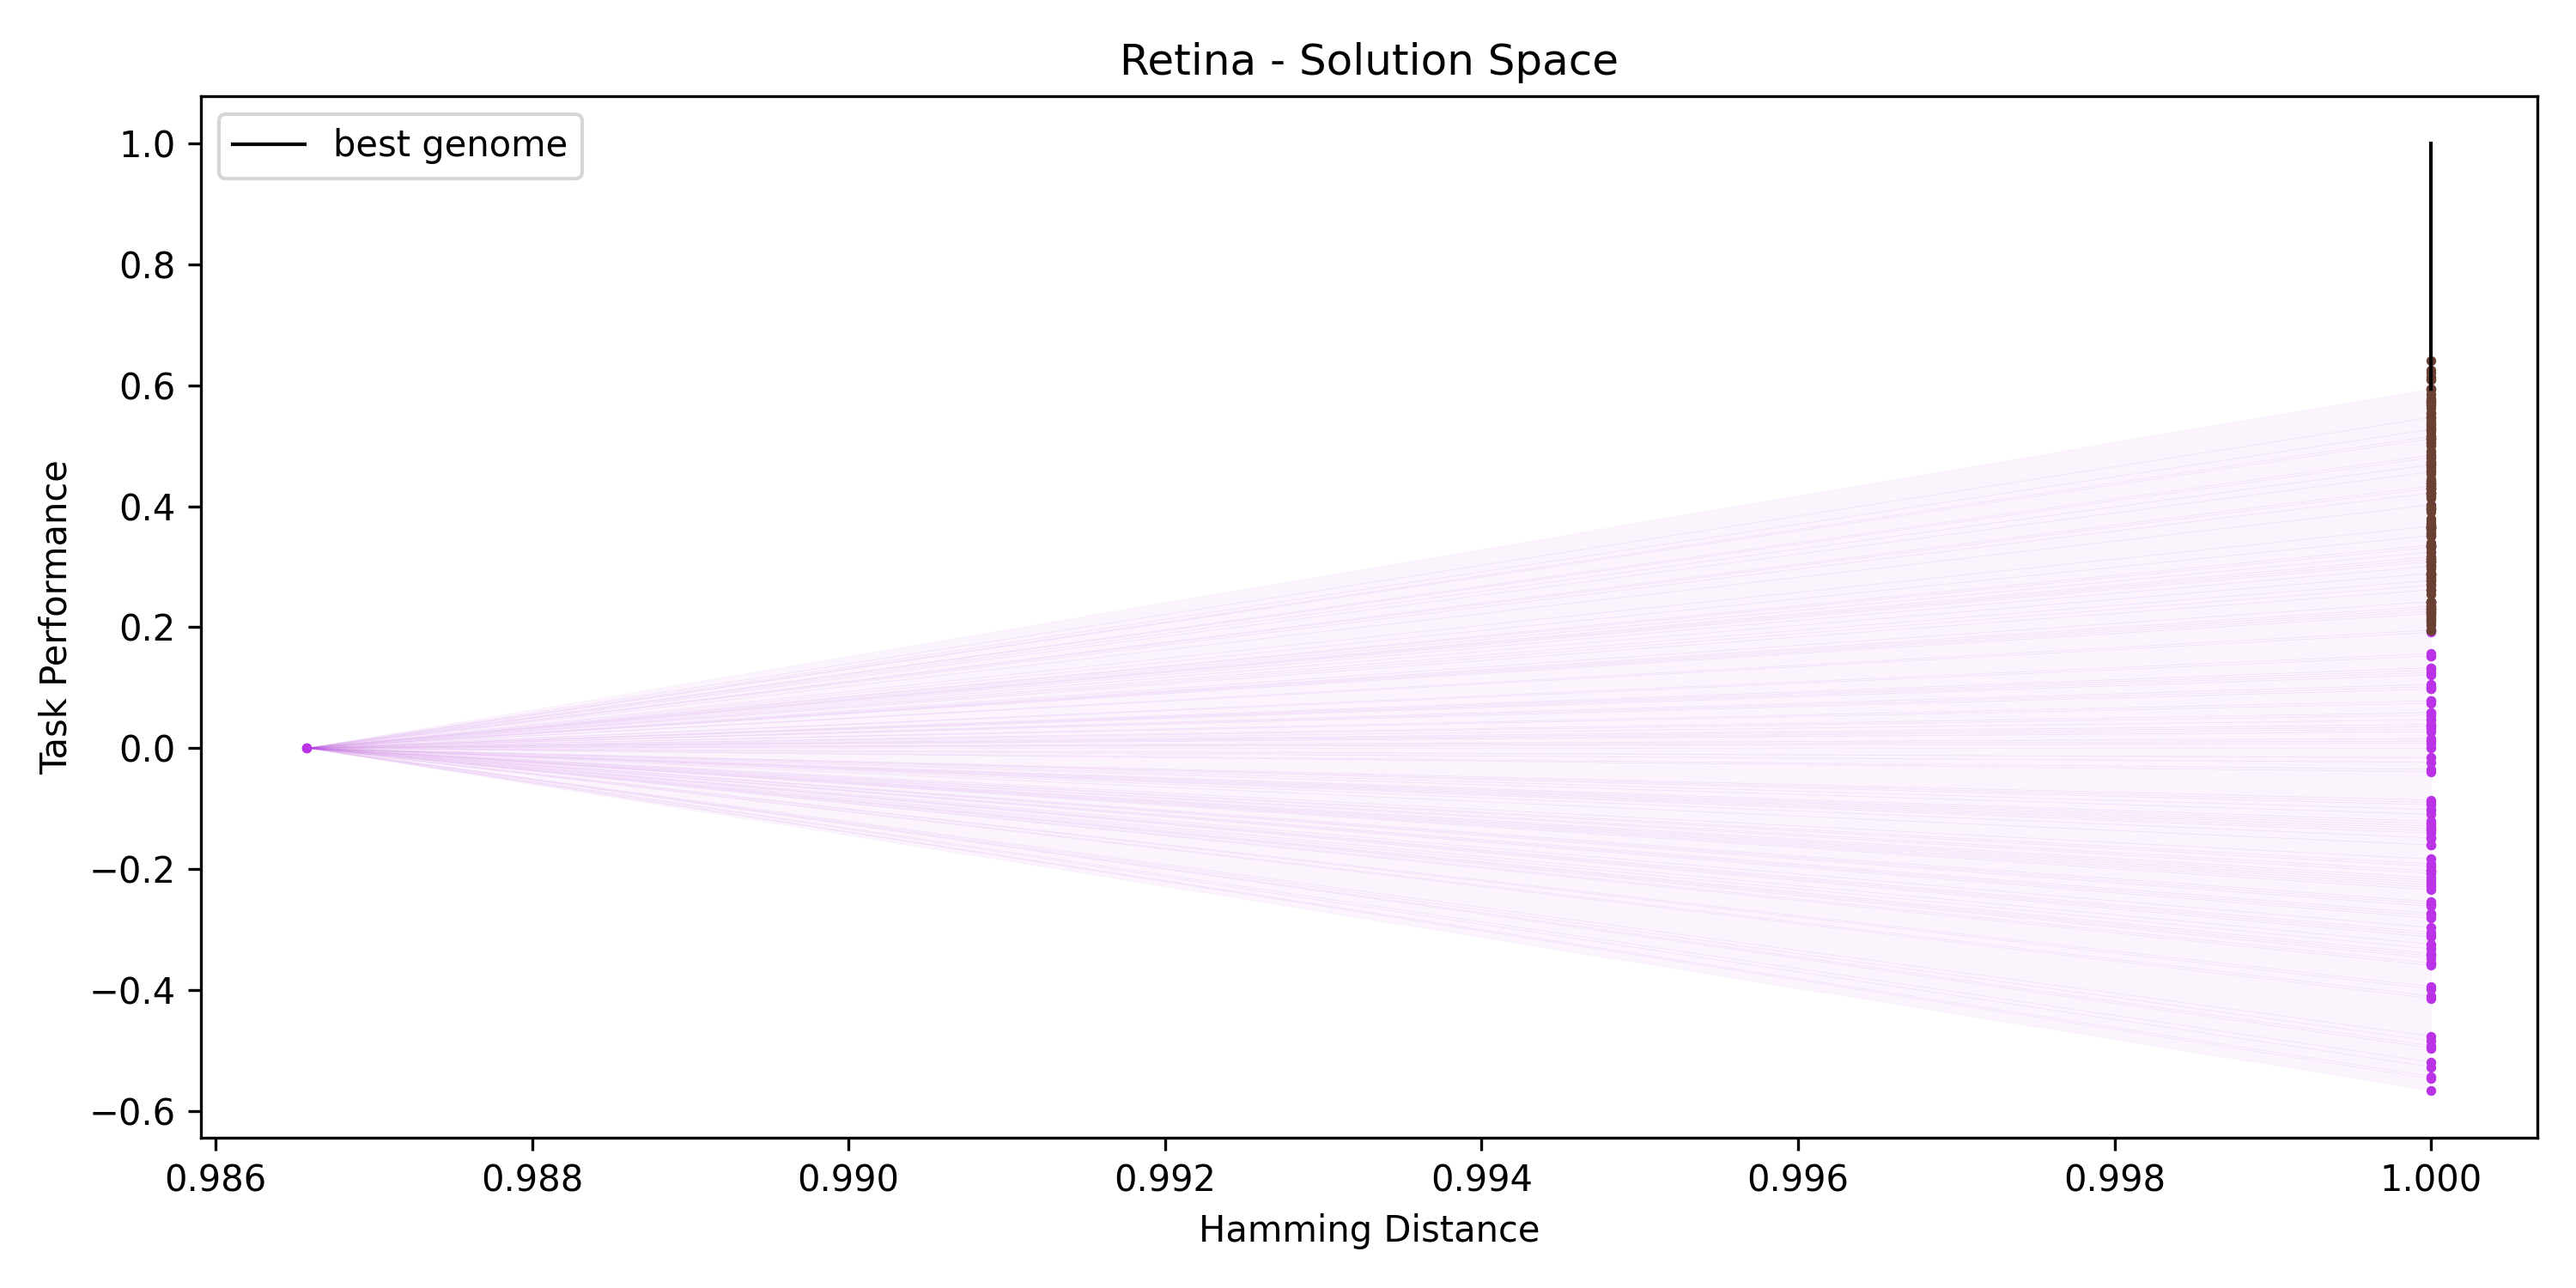 Retina - Solution Space
best genome
Task Performance
1.0
0.8
0.6
0.4
0.2
0.0
−0.2
−0.4
−0.6
0.986 0.988 0.990 0.992 0.994 0.996 0.998 1.000
Hamming Distance